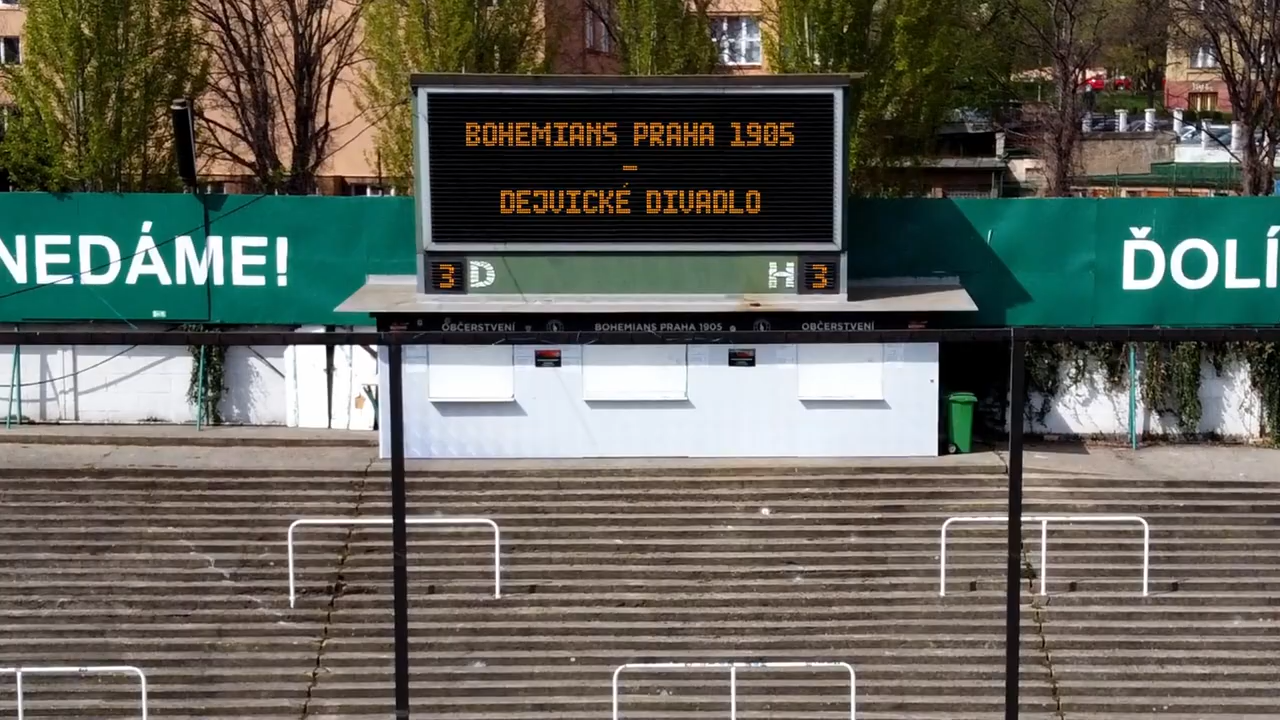 BOHEMIANS PRAHA 1905
-
DEJVICKÉ DIVADLO
NEDÁME!
ĎOLÍ
3
3
OBČERSTVENÍ
BOHEMIANS PRAHA 1905
OBČERSTVENÍ